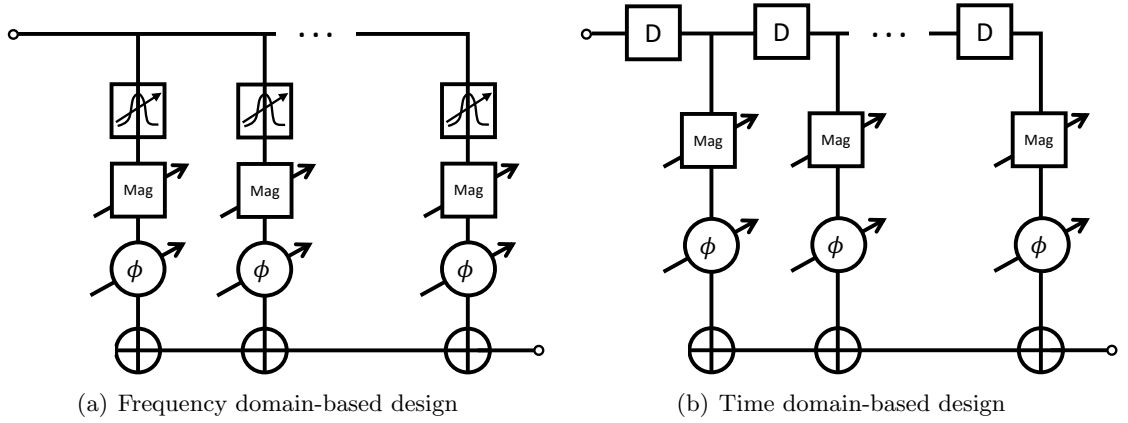 D D ... D
Mag Mag Mag
ϕ ϕ ϕ
Mag Mag Mag
ϕ ϕ ϕ
(a) Frequency domain-based design
(b) Time domain-based design